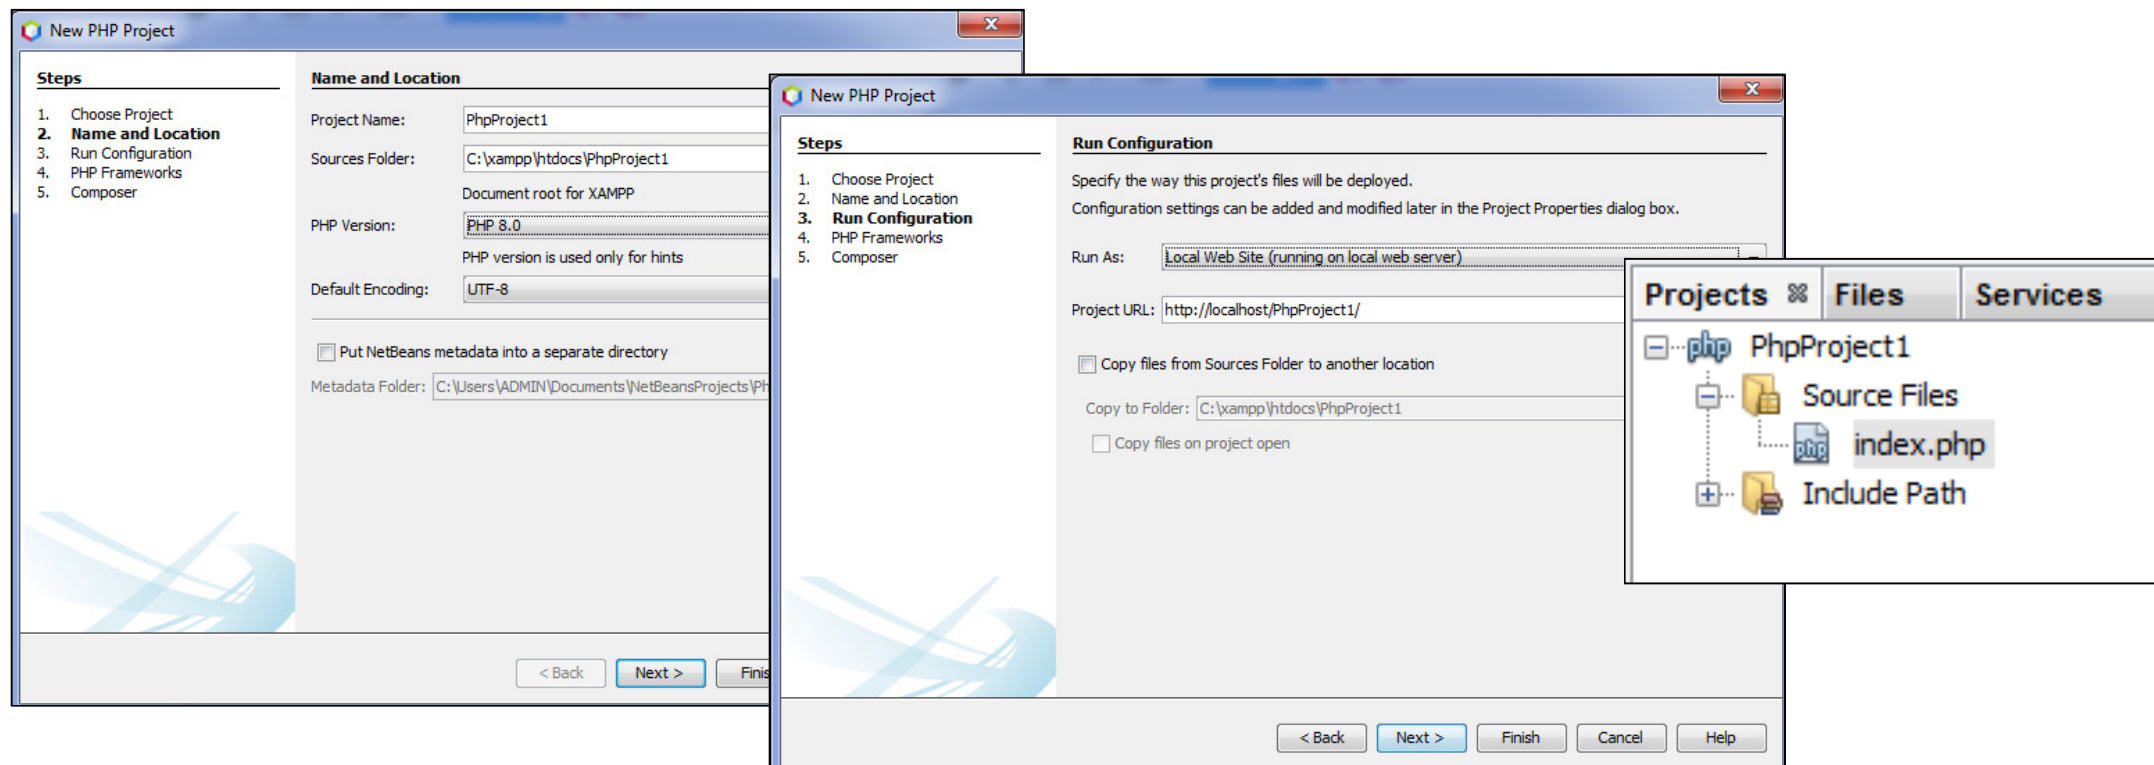 New PHP Project
Steps
1. Choose Project
2. Name and Location
3. Run Configuration
4. PHP Frameworks
5. Composer
Name and Location
Project Name: PhpProject1
Sources Folder: C:\xampp\htdocs\PhpProject1
Document root for XAMPP
PHP Version: PHP 8.0
PHP version is used only for hints
Default Encoding: UTF-8
Put NetBeans metadata into a separate directory
Metadata Folder: C:\Users\ADMIN\Documents\NetBeansProjects\Ph
< Back Next > Finis
New PHP Project
Steps
1. Choose Project
2. Name and Location
3. Run Configuration
4. PHP Frameworks
5. Composer
Run Configuration
Specify the way this project's files will be deployed.
Configuration settings can be added and modified later in the Project Properties dialog box.
Run As: Local Web Site (running on local web server)
Project URL: http://localhost/PhpProject1/
Copy files from Sources Folder to another location
Copy to Folder: C:\xampp\htdocs\PhpProject1
Copy files on project open
< Back Next > Finish Cancel Help
Projects Files Services
php PhpProject1
Source Files
php index.php
Include Path